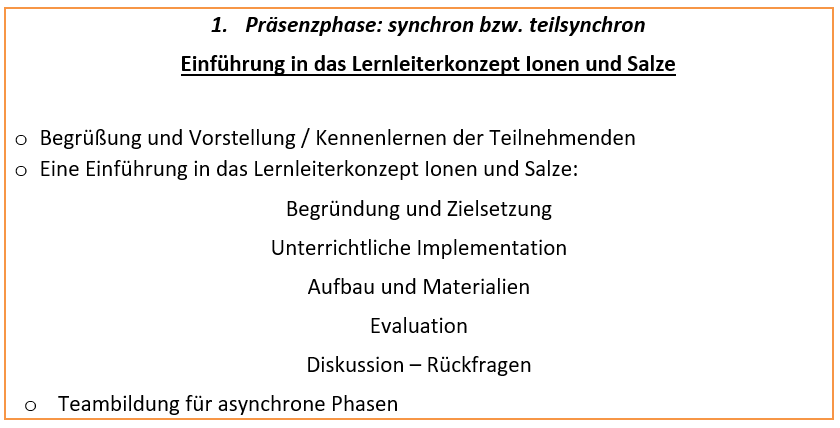 1. Präsenzphase: synchron bzw. teilsynchron
Einführung in das Lernleiterkonzept Ionen und Salze
o Begrüßung und Vorstellung / Kennenlernen der Teilnehmenden
o Eine Einführung in das Lernleiterkonzept Ionen und Salze:
Begründung und Zielsetzung
Unterrichtliche Implementation
Aufbau und Materialien
Evaluation
Diskussion – Rückfragen
o Teambildung für asynchrone Phasen